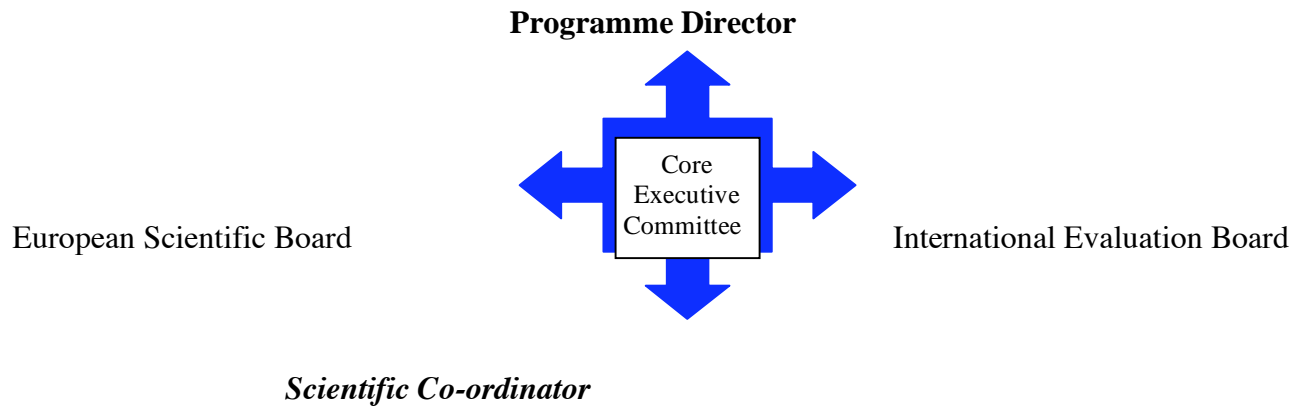 Programme Director
Core
Executive
Committee
European Scientific Board
International Evaluation Board
Scientific Co-ordinator